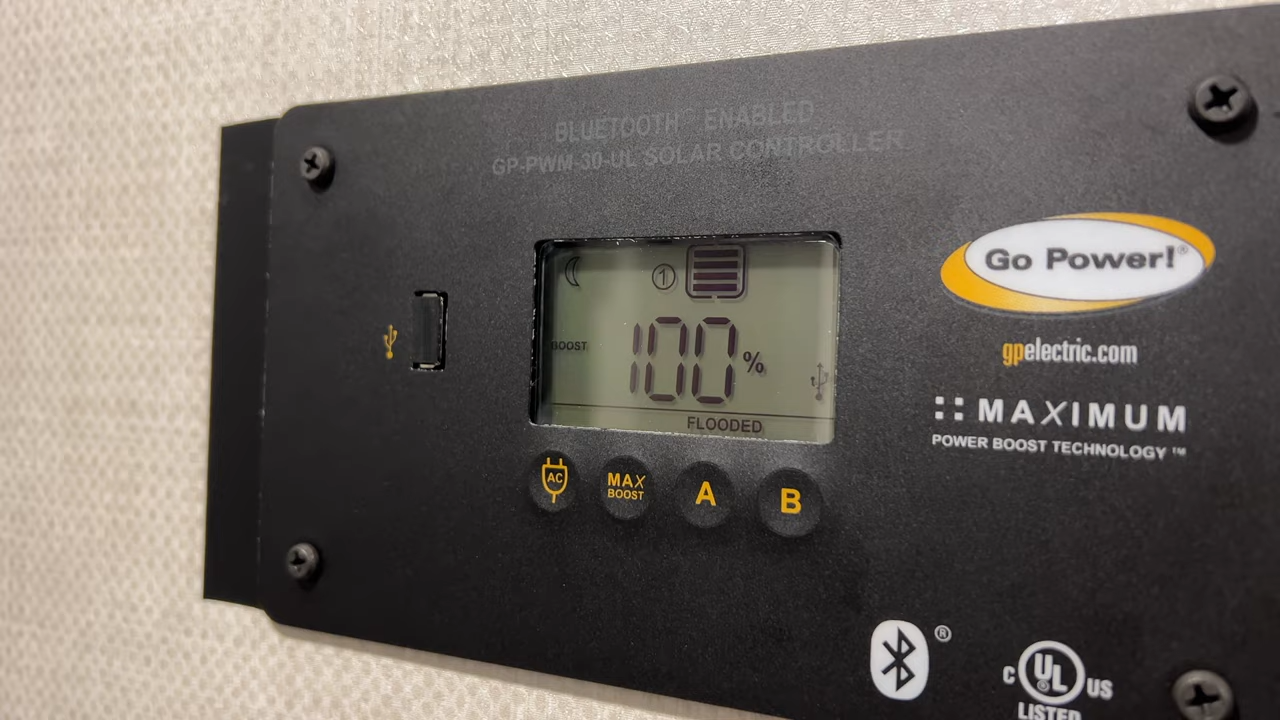 BLUETOOTH® ENABLED
GP-PWM-30-UL SOLAR CONTROLLER
①
BOOST
100%
FLOODED
AC
MAX
BOOST
A
B
Go Power!®
gpelectric.com
MAXIMUM
POWER BOOST TECHNOLOGY™
®
C UL® US
LISTED